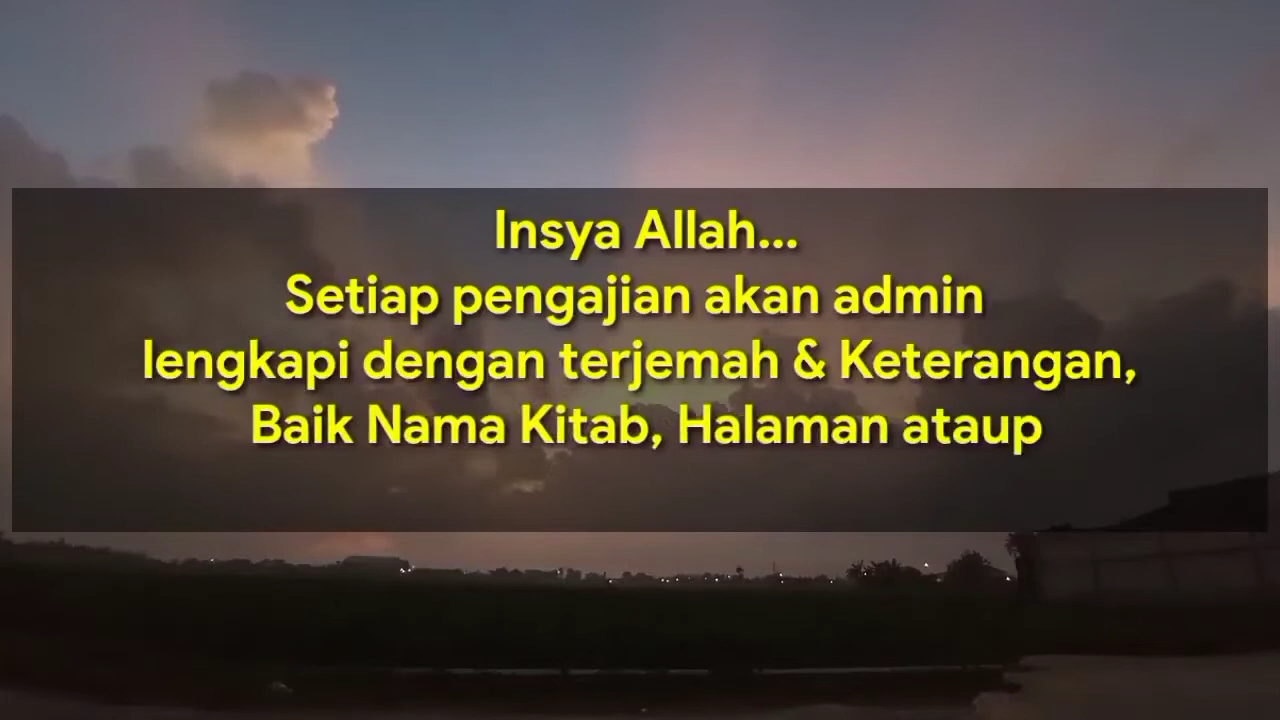 Insya Allah...
Setiap pengajian akan admin
lengkapi dengan terjemah & Keterangan,
Baik Nama Kitab, Halaman ataup